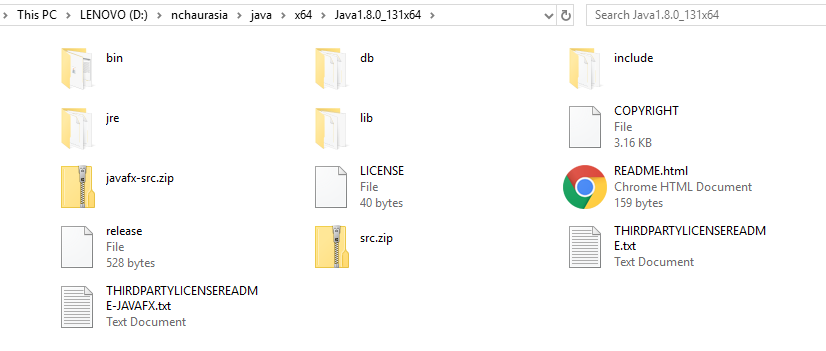 This PC > LENOVO (D:) > nchaurasia > java > x64 > Java1.8.0_131x64 >
Search Java1.8.0_131x64
bin
db
include
jre
lib
COPYRIGHT
File
3.16 KB
javafx-src.zip
LICENSE
File
40 bytes
README.html
Chrome HTML Document
159 bytes
release
File
528 bytes
src.zip
THIRDPARTYLICENSEREADM
E.txt
Text Document
THIRDPARTYLICENSEREADM
E-JAVAFX.txt
Text Document